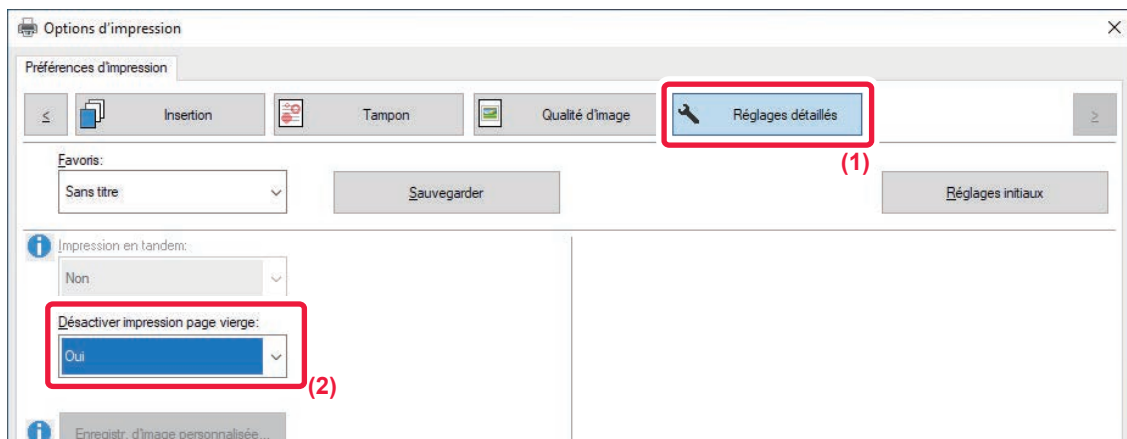 Options d'impression
Préférences d'impression
≤ Insertion Tampon Qualité d'image Réglages détaillés ≥
(1)
Favoris:
Sans titre Sauvegarder Réglages initiaux
Impression en tandem:
Non
Désactiver impression page vierge:
Oui
(2)
Enregistr. d'image personnalisée...